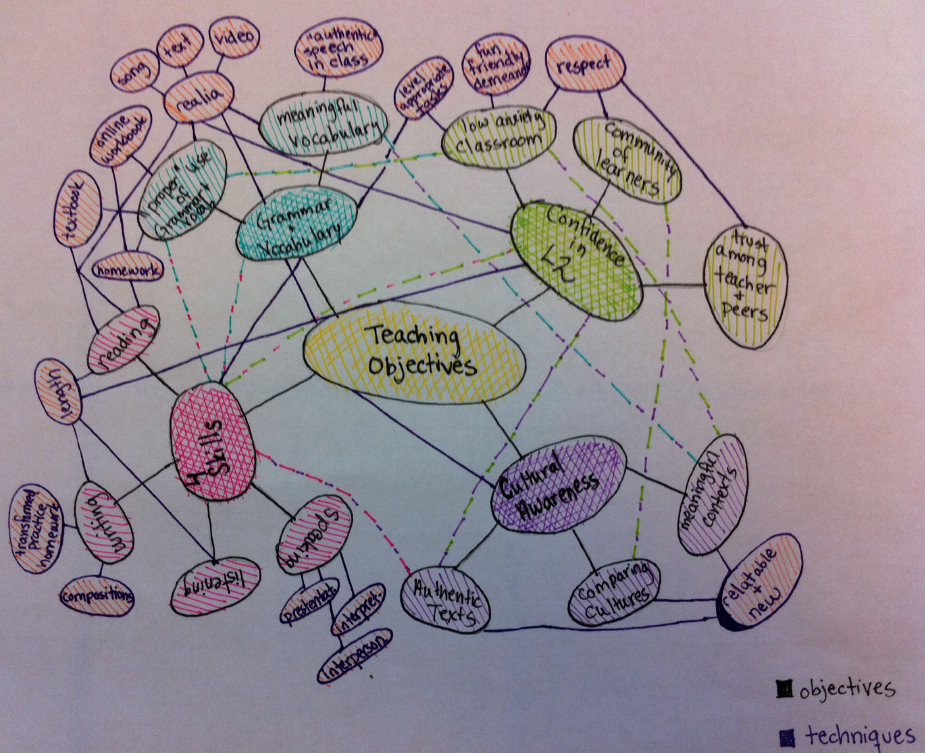 song
text
video
"authentic"
speech
in class
realia
level
appropriate
tasks
fun
friendly
demeanor
respect
online
workbook
meaningful
vocabulary
low anxiety
classroom
community
of
learners
"proper" use
of
Grammar +
Vocab
textbook
Grammar
+
Vocabulary
Confidence
in
L2
trust
among
teacher
+
peers
homework
reading
Teaching
Objectives
length
4
Skills
Cultural
Awareness
meaningful
contexts
transitional
practice
homework
writing
speaking
compositions
listening
presentat.
interpret.
interperson.
Authentic
Texts
comparing
cultures
relatable
+
new
objectives
techniques